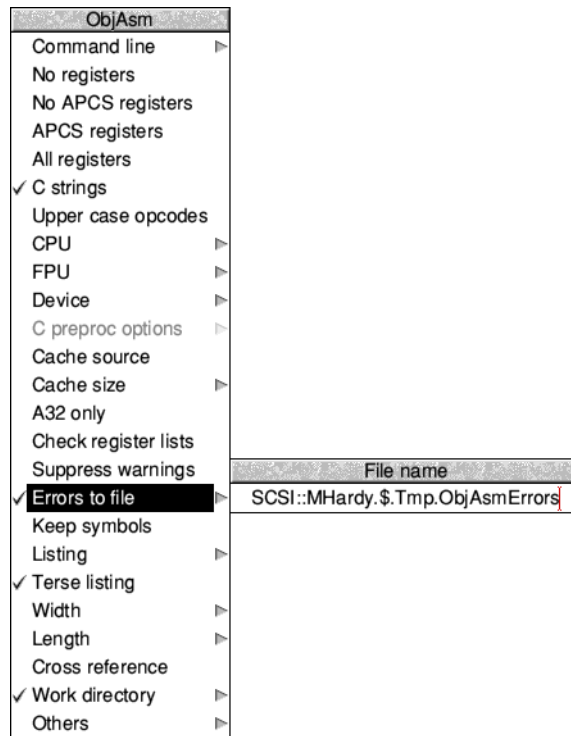 ObjAsm
Command line
No registers
No APCS registers
APCS registers
All registers
C strings
Upper case opcodes
CPU
FPU
Device
C preproc options
Cache source
Cache size
A32 only
Check register lists
Suppress warnings
Errors to file
Keep symbols
Listing
Terse listing
Width
Length
Cross reference
Work directory
Others
File name
SCSI::MHardy.$.Tmp.ObjAsmErrors